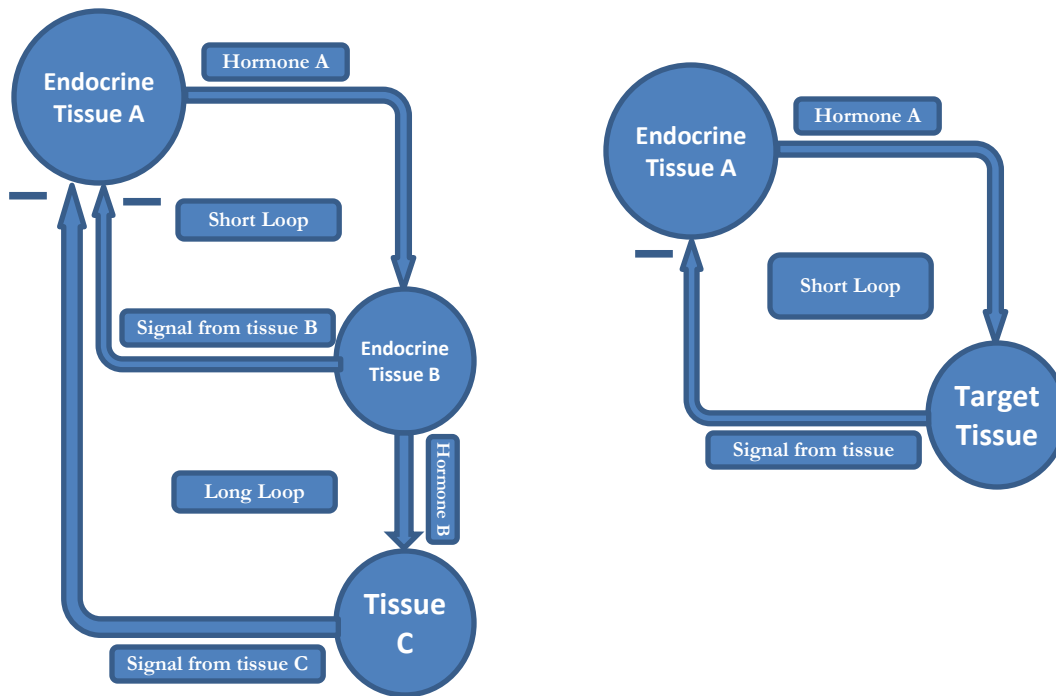 Endocrine
Tissue A
Hormone A
Short Loop
Signal from tissue B
Endocrine
Tissue B
Hormone B
Long Loop
Tissue
C
Signal from tissue C
Endocrine
Tissue A
Hormone A
Short Loop
Target
Tissue
Signal from tissue